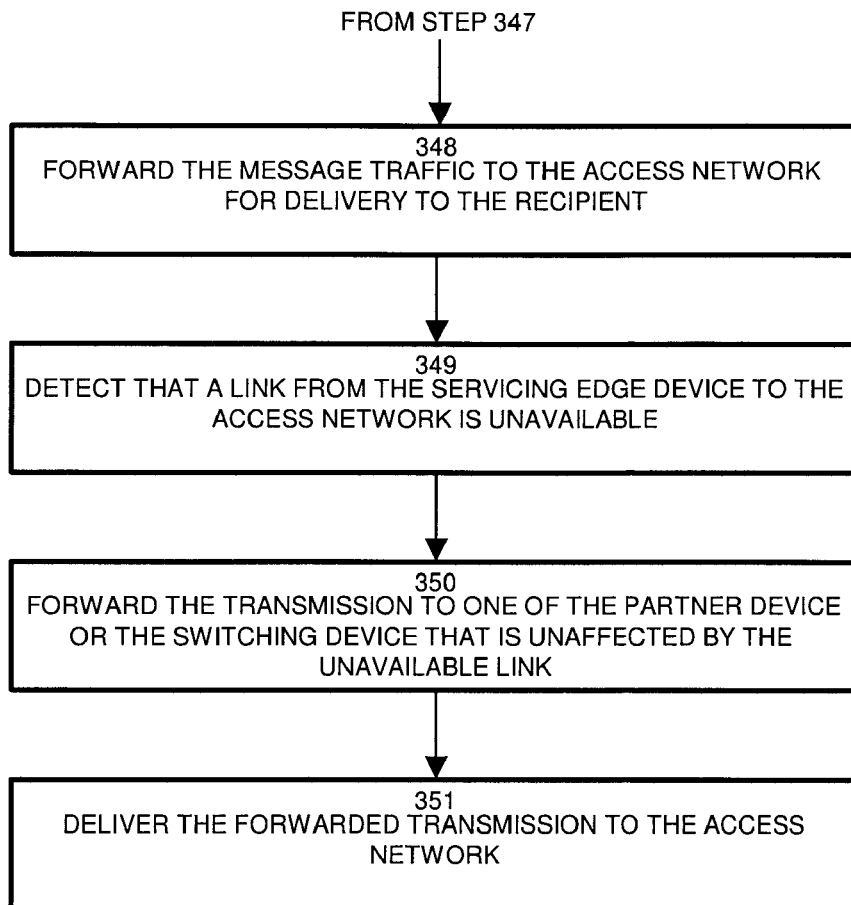 FROM STEP 347
348
FORWARD THE MESSAGE TRAFFIC TO THE ACCESS NETWORK
FOR DELIVERY TO THE RECIPIENT
349
DETECT THAT A LINK FROM THE SERVICING EDGE DEVICE TO THE
ACCESS NETWORK IS UNAVAILABLE
350
FORWARD THE TRANSMISSION TO ONE OF THE PARTNER DEVICE
OR THE SWITCHING DEVICE THAT IS UNAFFECTED BY THE
UNAVAILABLE LINK
351
DELIVER THE FORWARDED TRANSMISSION TO THE ACCESS
NETWORK